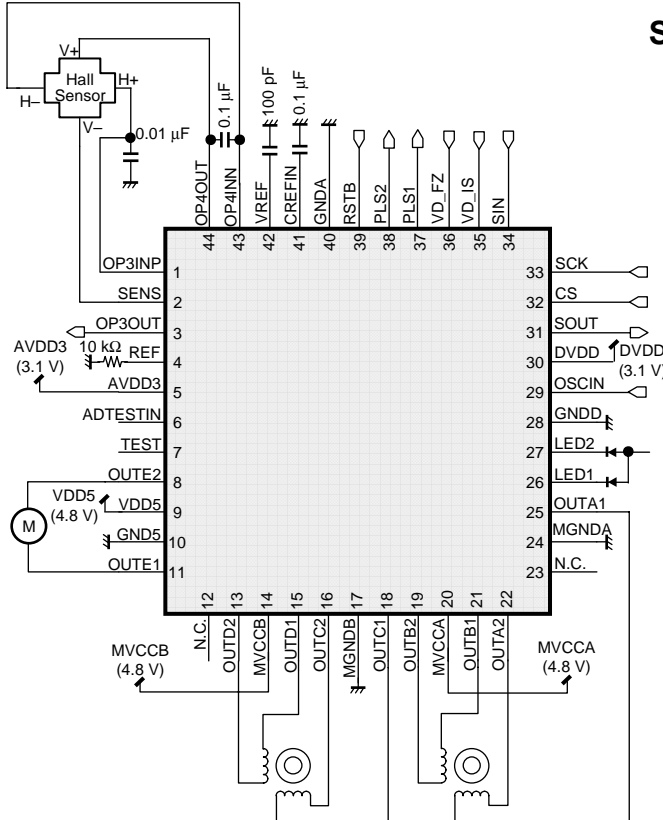 S
V+
Hall
Sensor
H+
H−
V−
0.01 µF
0.1 µF
100 pF
0.1 µF
OP4OUT
OP4INN
VREF
CREFIN
GNDA
RSTB
PLS2
PLS1
VD_FZ
VD_IS
SIN
44
43
42
41
40
39
38
37
36
35
34
OP3INP
1
SENS
2
OP3OUT
3
10 kΩ
REF
4
AVDD3
(3.1 V)
AVDD3
5
ADTESTIN
6
TEST
7
OUTE2
8
VDD5
(4.8 V)
VDD5
9
M
GND5
10
OUTE1
11
33
SCK
32
CS
31
SOUT
30
DVDD
DVDD
(3.1 V)
29
OSCIN
28
GNDD
27
LED2
26
LED1
25
OUTA1
24
MGNDA
23
N.C.
12
13
14
15
16
17
18
19
20
21
22
N.C.
OUTD2
MVCCB
OUTD1
OUTC2
MGNDB
OUTC1
OUTB2
MVCCA
OUTB1
OUTA2
MVCCB
(4.8 V)
MVCCA
(4.8 V)